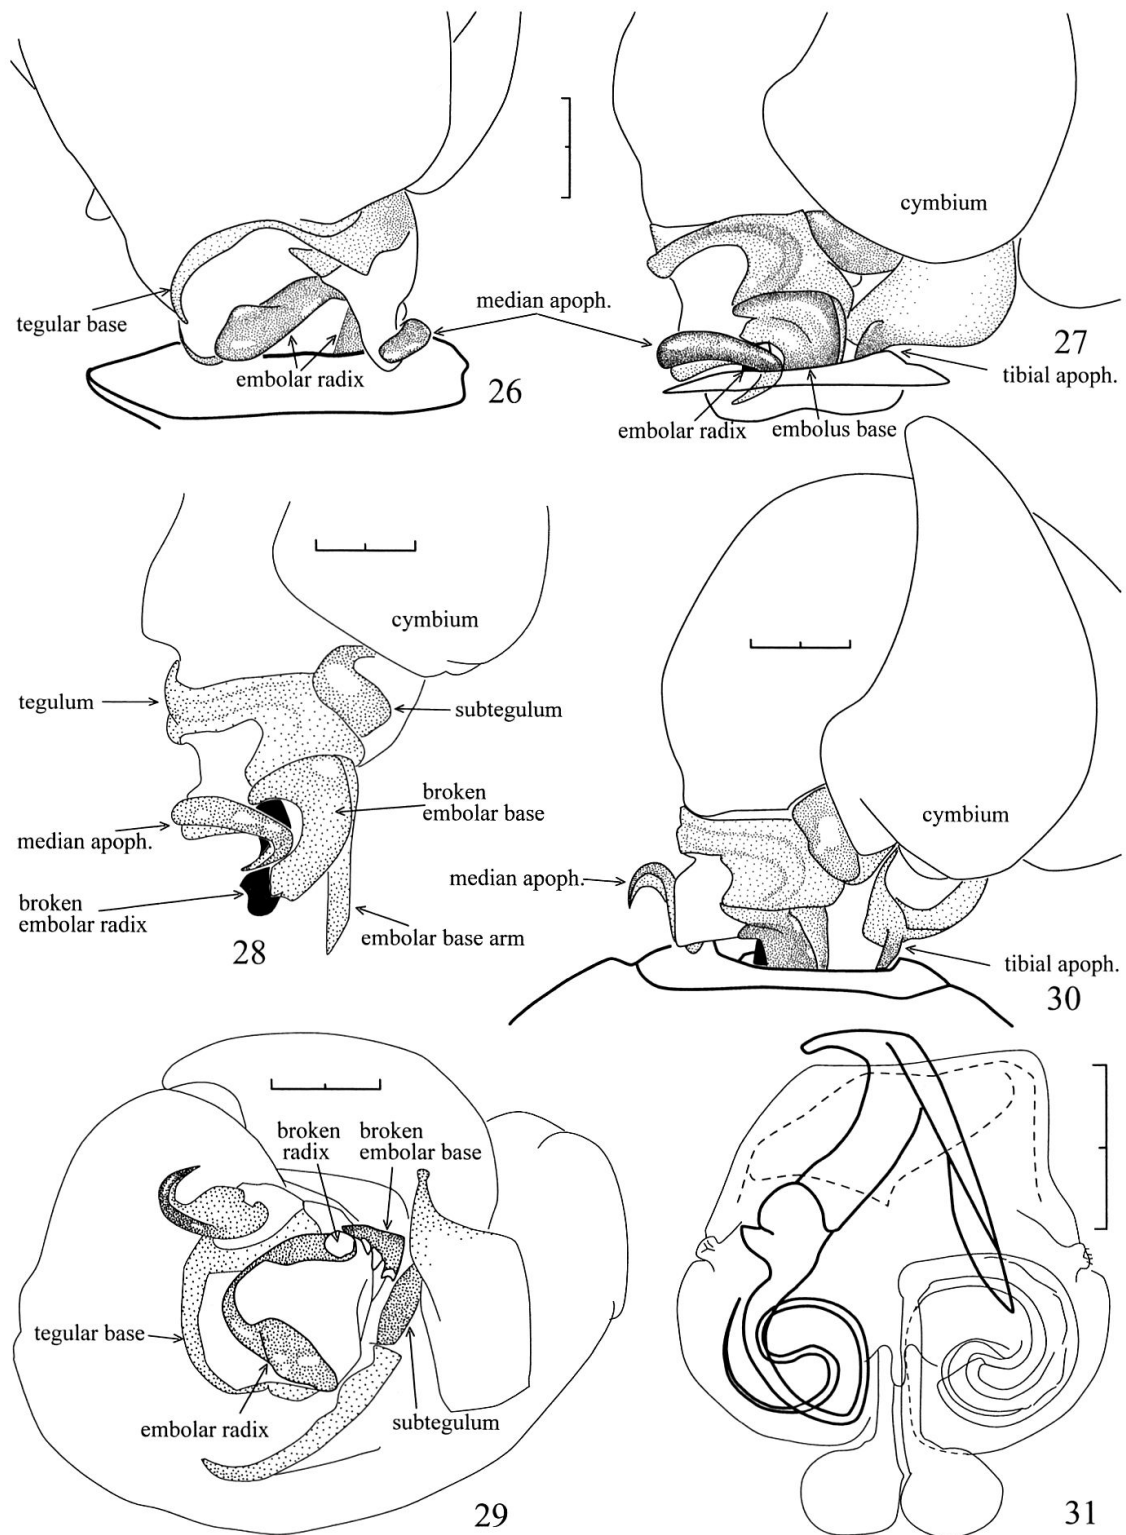 tegular base
embolar radix
26
median apoph.
cymbium
27
tibial apoph.
embolar radix
embolus base
cymbium
tegulum
subtegulum
broken
embolar base
median apoph.
broken
embolar radix
28
embolar base arm
cymbium
median apoph.
tibial apoph.
30
broken
radix
broken
embolar base
tegular base
embolar radix
subtegulum
29
31